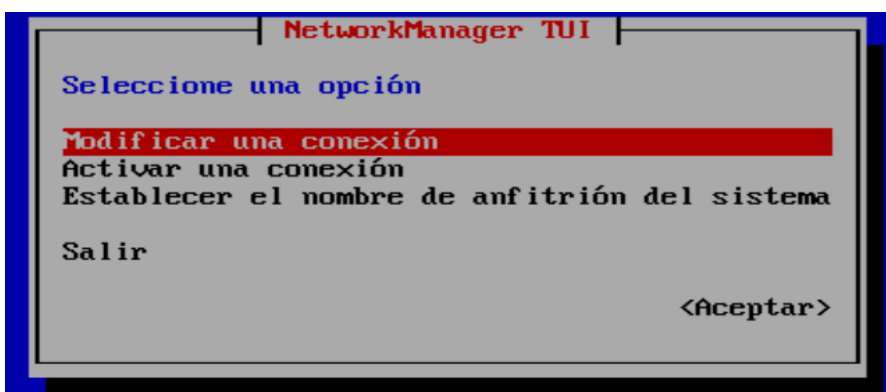 NetworkManager TUI
Seleccione una opción
Modificar una conexión
Activar una conexión
Establecer el nombre de anfitrión del sistema
Salir
<Aceptar>